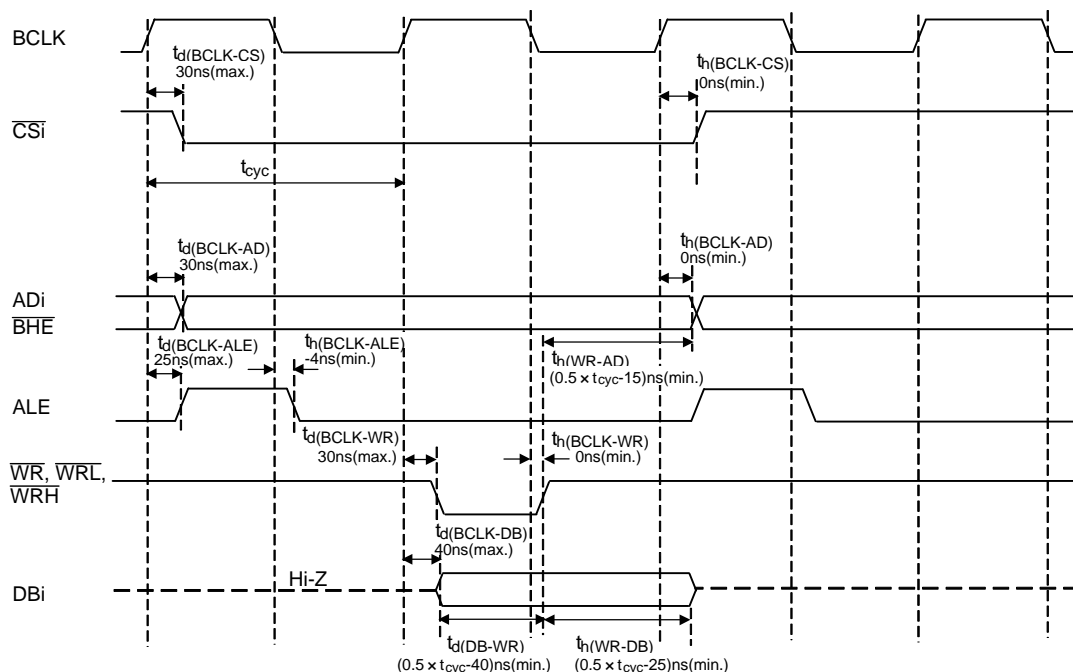 BCLK
td(BCLK-CS)
30ns(max.)
th(BCLK-CS)
0ns(min.)
CSi
tcyc
td(BCLK-AD)
30ns(max.)
th(BCLK-AD)
0ns(min.)
ADi
BHE
td(BCLK-ALE)
25ns(max.)
th(BCLK-ALE)
-4ns(min.)
th(WR-AD)
(0.5 × tcyc-15)ns(min.)
ALE
td(BCLK-WR)
30ns(max.)
th(BCLK-WR)
0ns(min.)
WR, WRL,
WRH
td(BCLK-DB)
40ns(max.)
Hi-Z
DBi
td(DB-WR)
(0.5 × tcyc-40)ns(min.)
th(WR-DB)
(0.5 × tcyc-25)ns(min.)